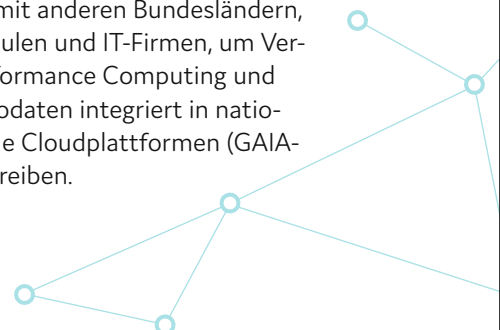 mit anderen Bundesländern,
ulen und IT-Firmen, um Ver-
formance Computing und
odaten integriert in natio-
e Cloudplattformen (GAIA-
reiben.